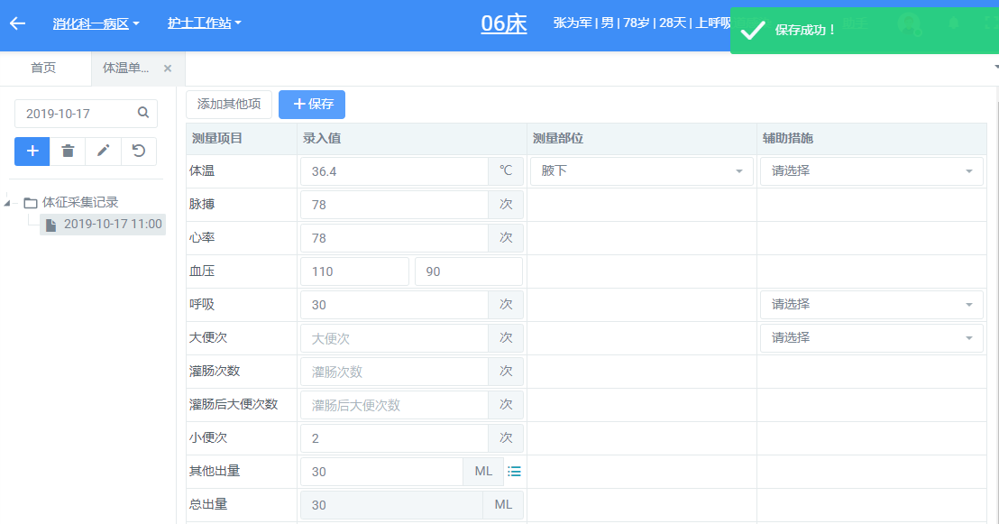 消化科一病区 护士工作站 06床 张为军 | 男 | 78岁 | 28天 | 上呼吸 保存成功！
首页 体温单...
2019-10-17
体征采集记录
2019-10-17 11:00
添加其他项 保存
测量项目 录入值 测量部位 辅助措施
体温 36.4 ℃ 腋下 请选择
脉搏 78 次
心率 78 次
血压 110 90
呼吸 30 次 请选择
大便次 大便次 次 请选择
灌肠次数 灌肠次数 次
灌肠后大便次数 灌肠后大便次数 次
小便次 2 次
其他出量 30 ML
总出量 30 ML